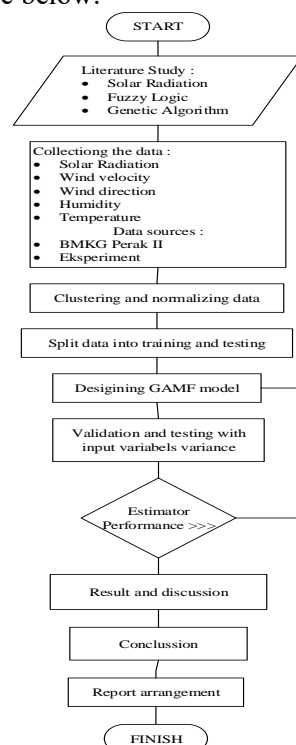 e below.
START
Literature Study :
• Solar Radiation
• Fuzzy Logic
• Genetic Algorithm
Collectiong the data :
• Solar Radiation
• Wind velocity
• Wind direction
• Humidity
• Temperature
Data sources :
• BMKG Perak II
• Eksperiment
Clustering and normalizing data
Split data into training and testing
Desigining GAMF model
Validation and testing with
input variabels variance
Estimator
Performance >>>
Result and discussion
Conclussion
Report arrangement
FINISH